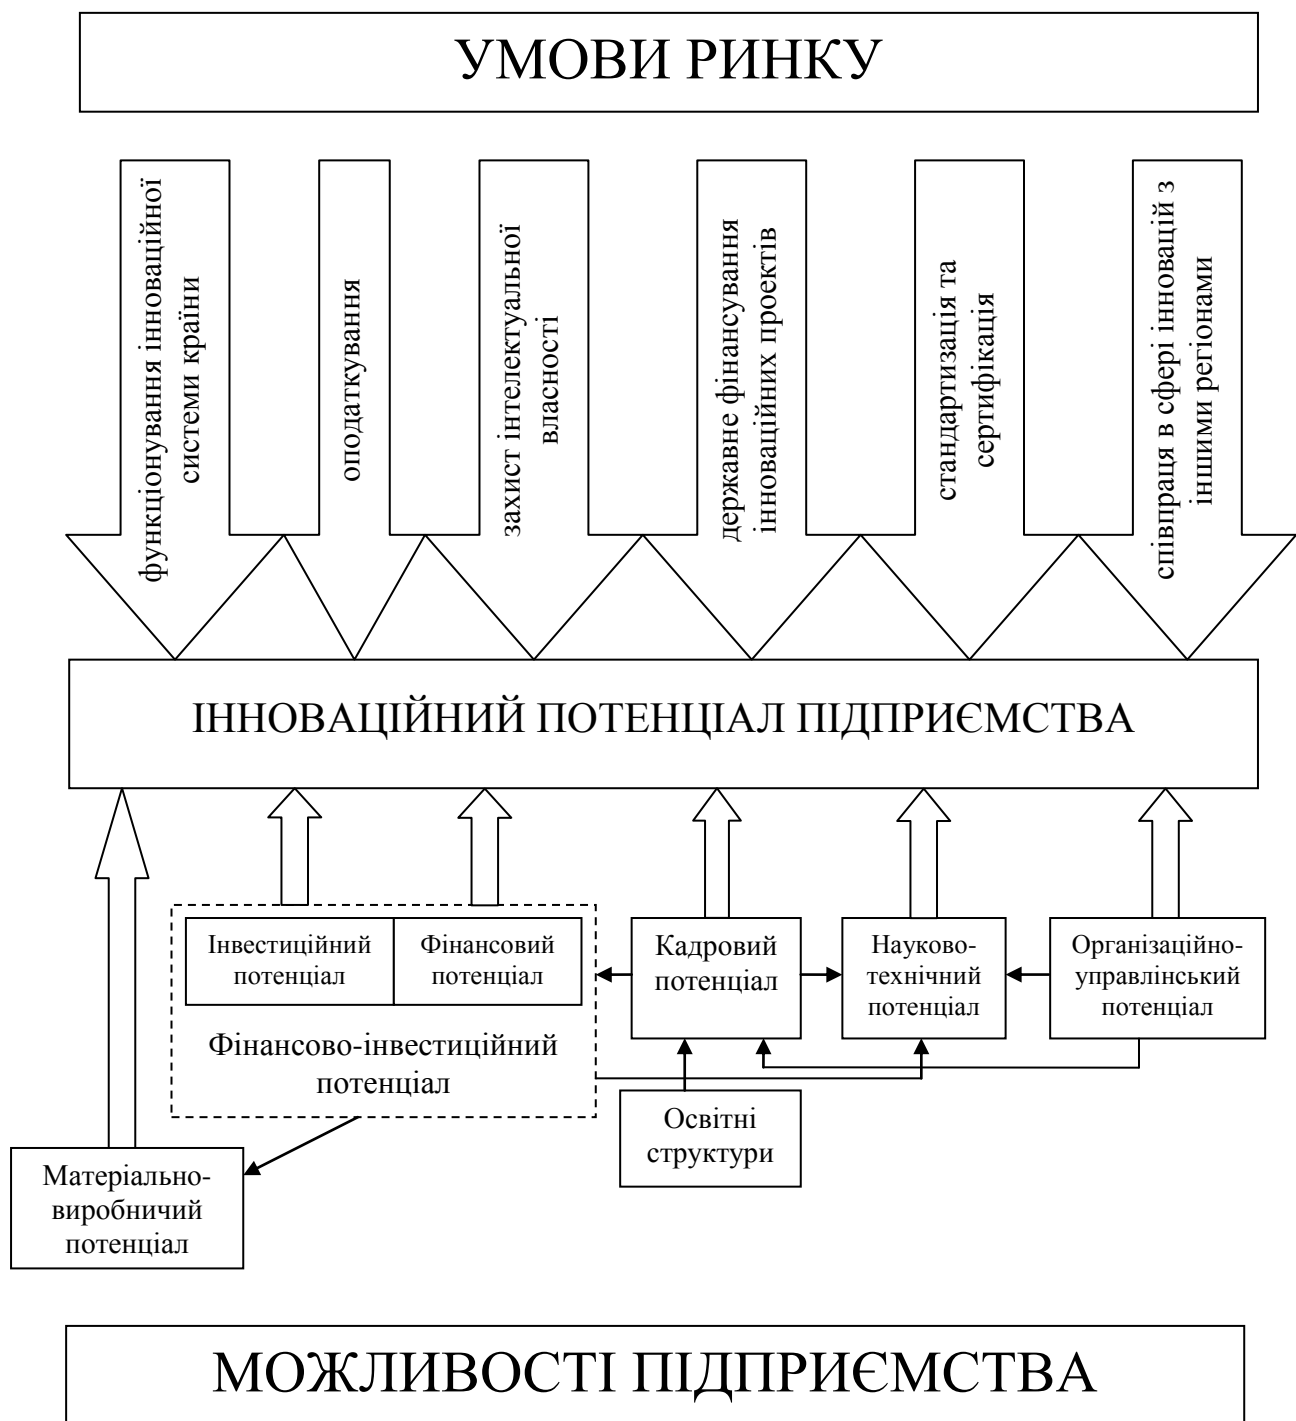 УМОВИ РИНКУ
функціонування інноваційної
системи країни
оподаткування
захист інтелектуальної
власності
державне фінансування
інноваційних проектів
стандартизація та
сертифікація
співпраця в сфері інновацій з
іншими регіонами
ІННОВАЦІЙНИЙ ПОТЕНЦІАЛ ПІДПРИЄМСТВА
Інвестиційний
потенціал
Фінансовий
потенціал
Фінансово-інвестиційний
потенціал
Кадровий
потенціал
Науково-
технічний
потенціал
Організаційно-
управлінський
потенціал
Освітні
структури
Матеріально-
виробничий
потенціал
МОЖЛИВОСТІ ПІДПРИЄМСТВА